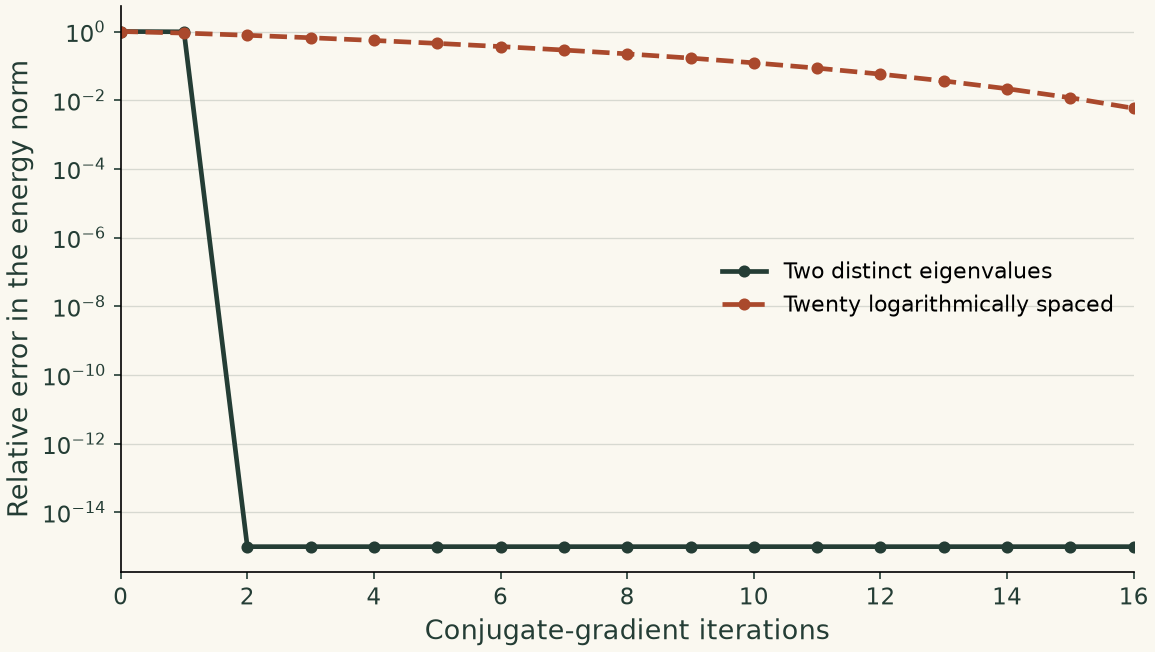 Relative error in the energy norm
10⁰
10⁻²
10⁻⁴
10⁻⁶
10⁻⁸
10⁻¹⁰
10⁻¹²
10⁻¹⁴
Two distinct eigenvalues
Twenty logarithmically spaced
0 2 4 6 8 10 12 14 16
Conjugate-gradient iterations